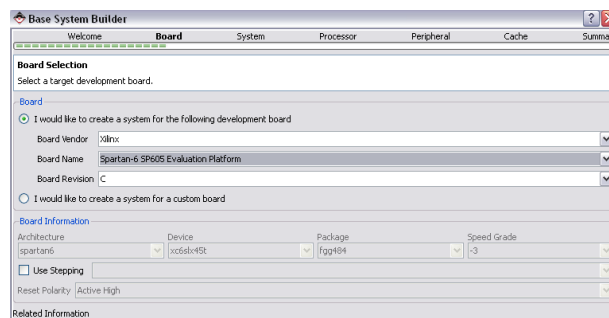 Base System Builder
Welcome Board System Processor Peripheral Cache Summa
Board Selection
Select a target development board.
Board
I would like to create a system for the following development board
Board Vendor Xilinx
Board Name Spartan-6 SP605 Evaluation Platform
Board Revision C
I would like to create a system for a custom board
Board Information
Architecture Device Package Speed Grade
spartan6 xc6slx45t fgg484 -3
Use Stepping
Reset Polarity Active High
Related Information